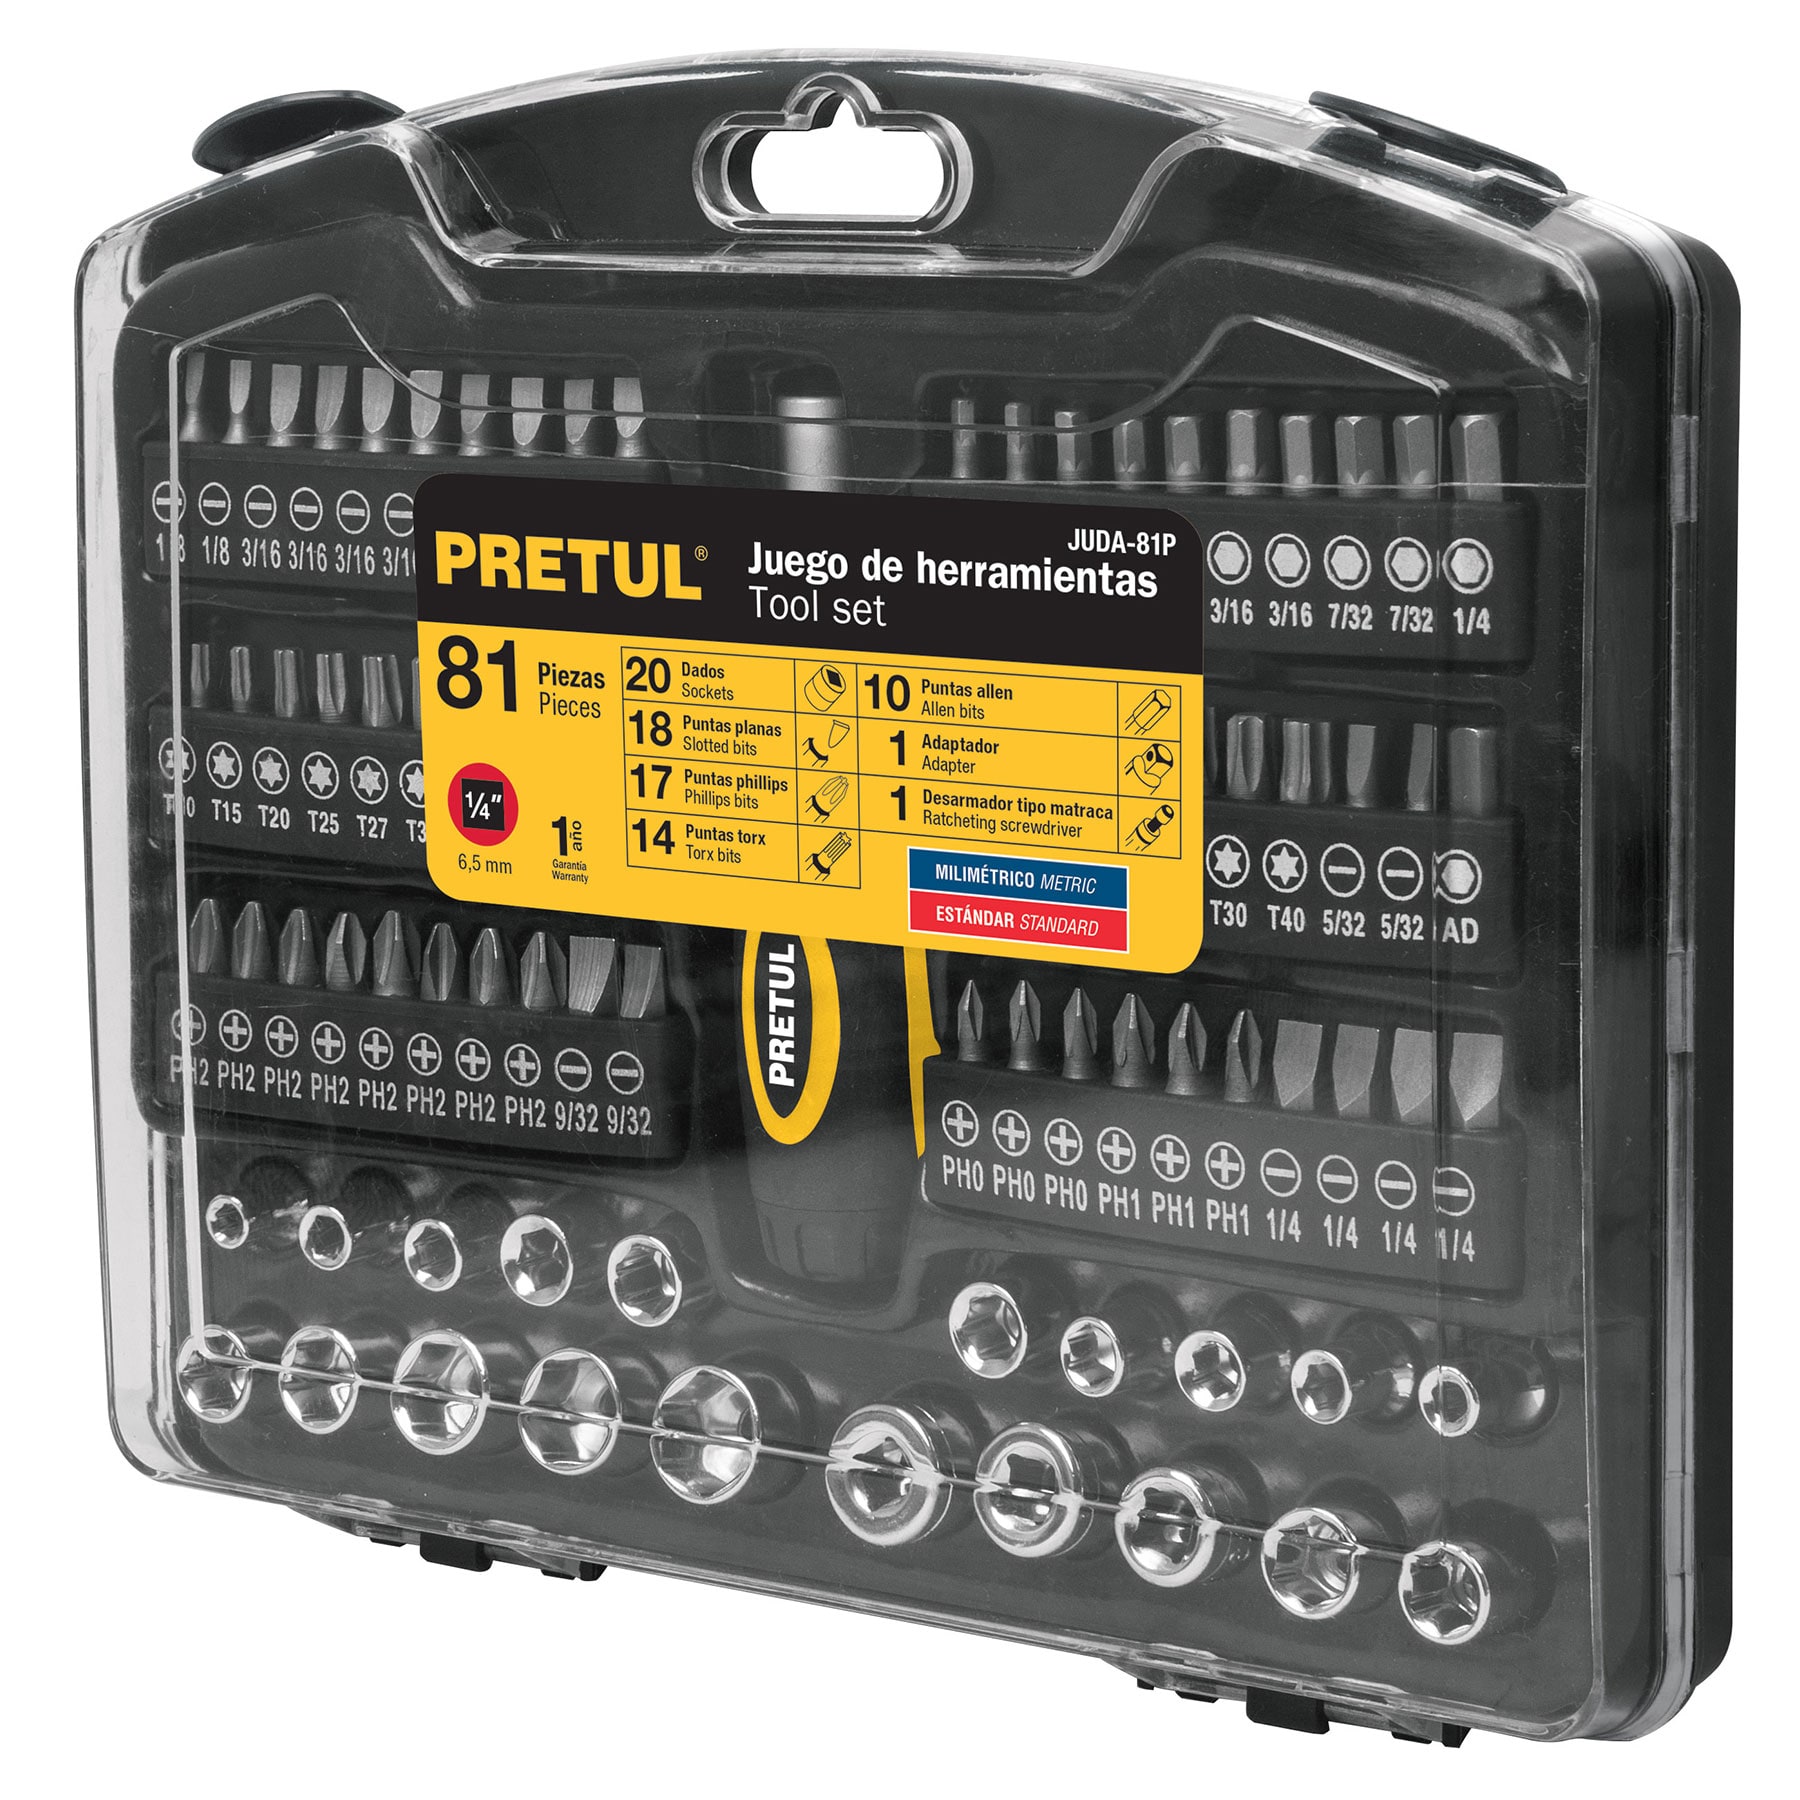 1/8 1/8 3/16 3/16 3/16
PRETUL®
JUDA-81P
Juego de herramientas
Tool set
3/16 3/16 7/32 7/32 1/4
81 Piezas
Pieces
1/4"
6,5 mm
1 año
Garantía
Warranty
20 Dados
Sockets
18 Puntas planas
Slotted bits
17 Puntas phillips
Phillips bits
14 Puntas torx
Torx bits
10 Puntas allen
Allen bits
1 Adaptador
Adapter
1 Desarmador tipo matraca
Ratcheting screwdriver
MILIMÉTRICO METRIC
ESTÁNDAR STANDARD
T10 T15 T20 T25 T27
T30 T40 5/32 5/32 AD
PH2 PH2 PH2 PH2 PH2 PH2 PH2 PH2 9/32 9/32
PRETUL
PH0 PH0 PH0 PH1 PH1 PH1 1/4 1/4 1/4 1/4